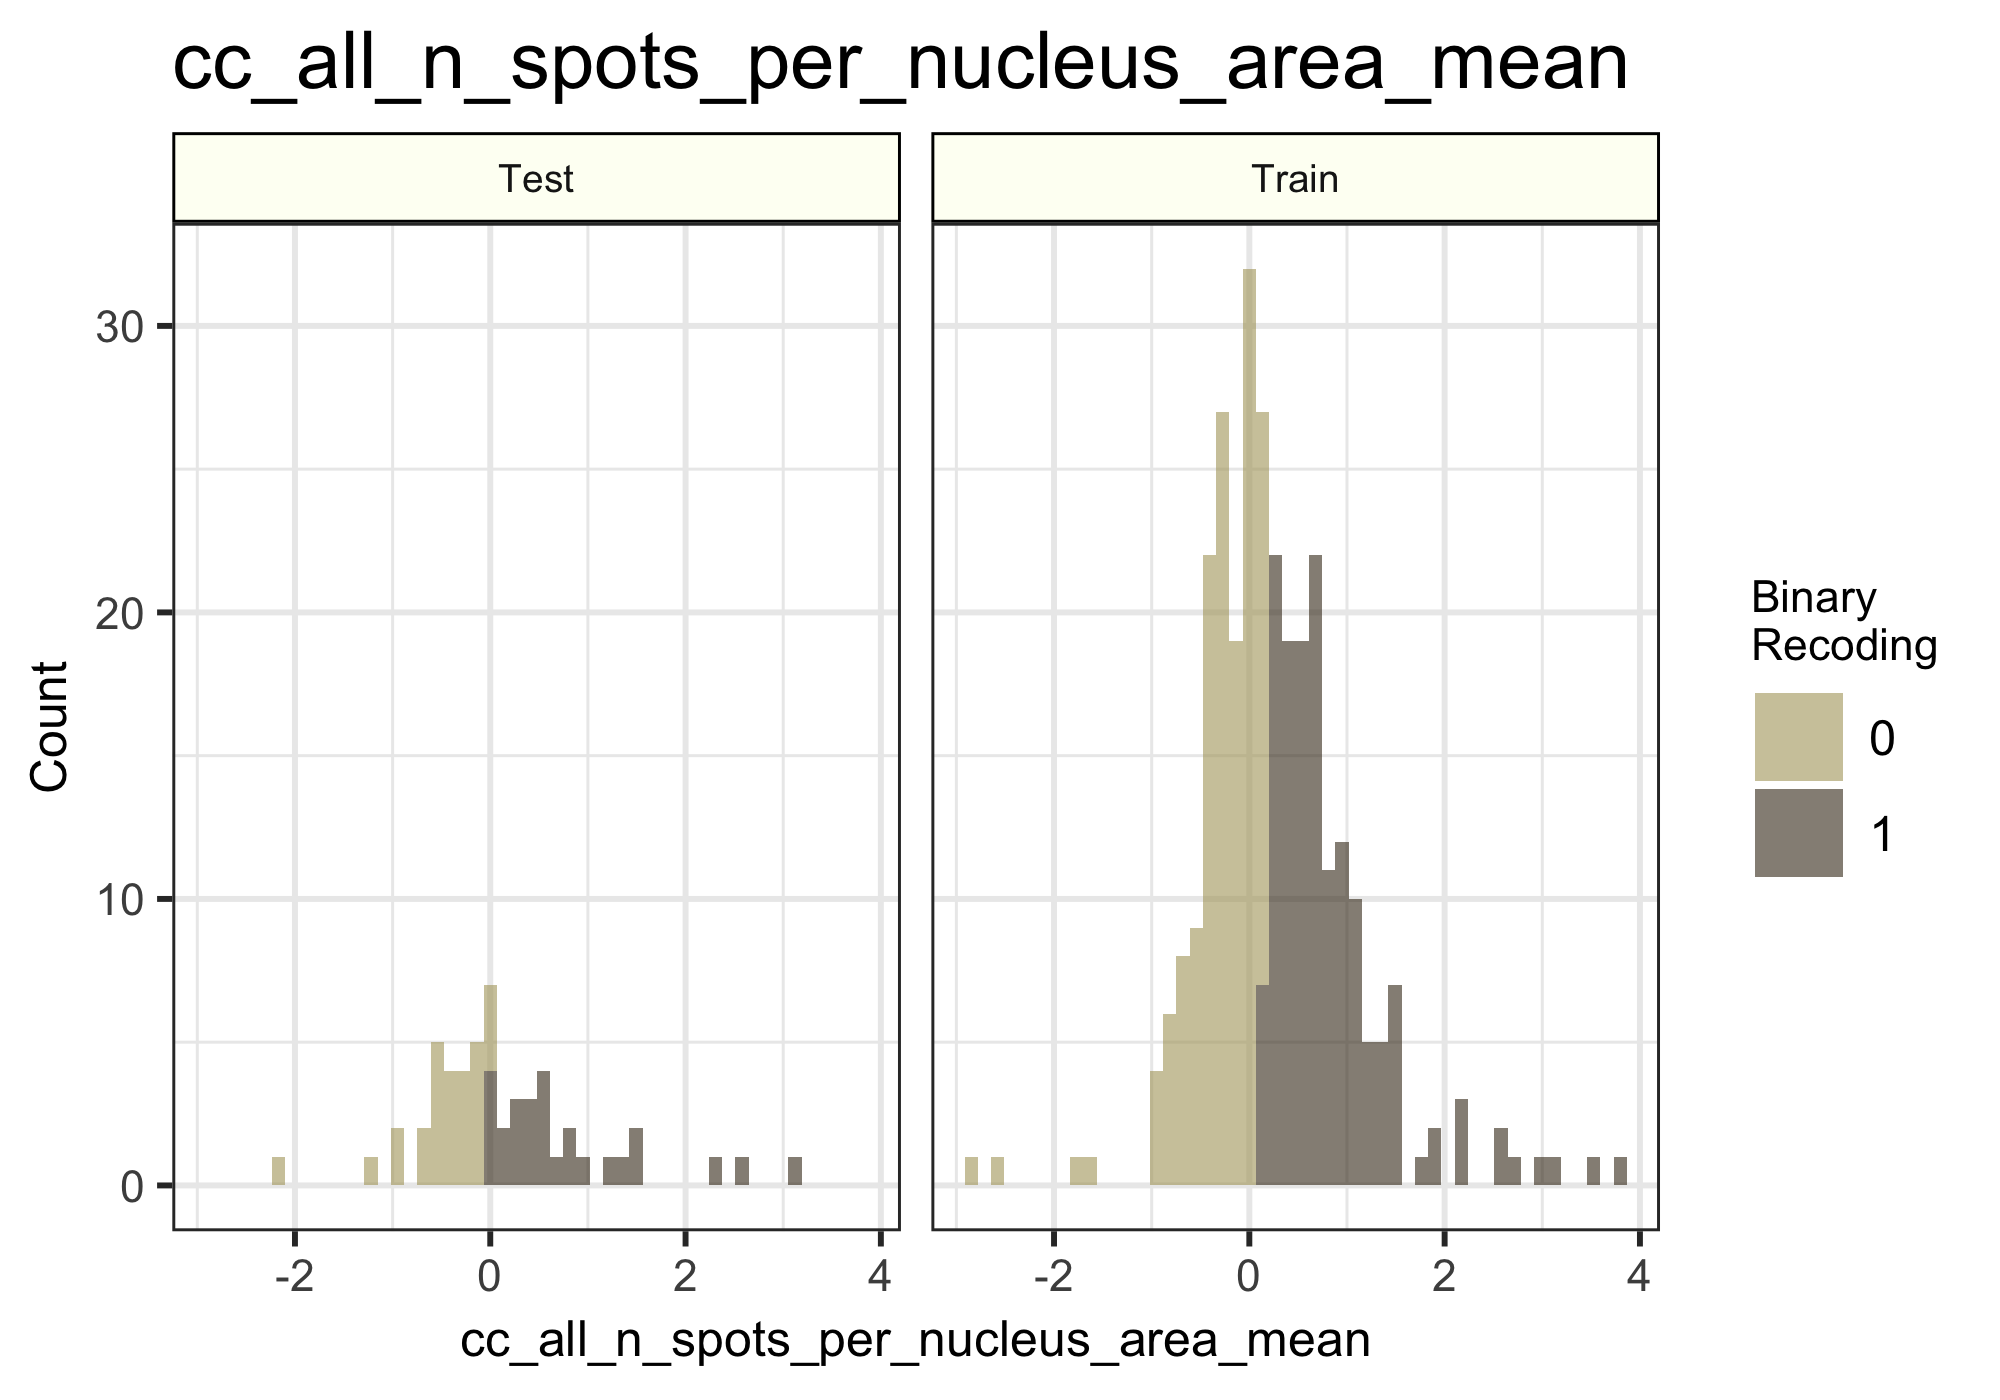 cc_all_n_spots_per_nucleus_area_mean
Test
Train
30
20
10
0
Count
-2
0
2
4
-2
0
2
4
cc_all_n_spots_per_nucleus_area_mean
Binary
Recoding
0
1